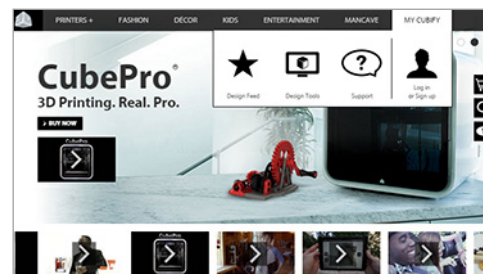 PRINTERS +
FASHION
DÉCOR
KIDS
ENTERTAINMENT
MANCAVE
MY CUBIFY
Design Feed
Design Tools
Support
Log in
or Sign up
CubePro®
3D Printing. Real. Pro.
> BUY NOW